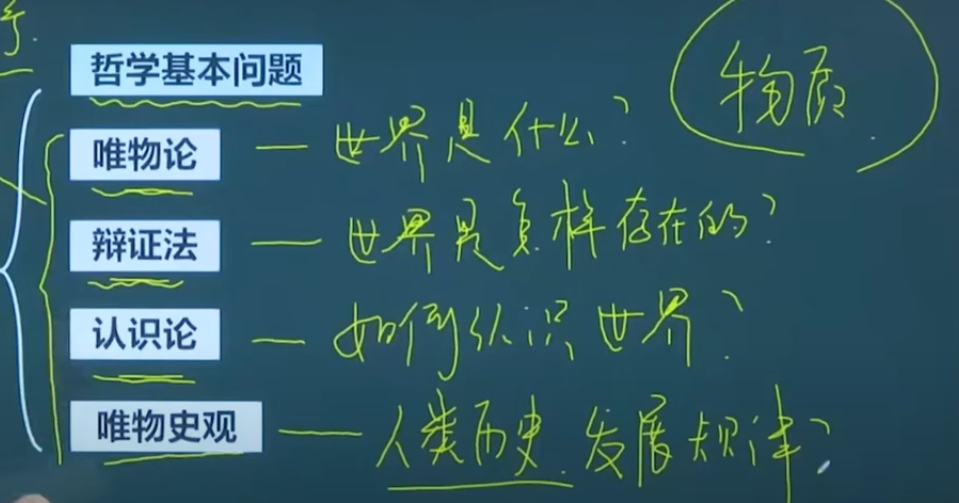 哲学基本问题
物质
唯物论 — 世界是什么?
辩证法 — 世界是怎样存在的?
认识论 — 如何认识世界?
唯物史观 — 人类历史发展规律?